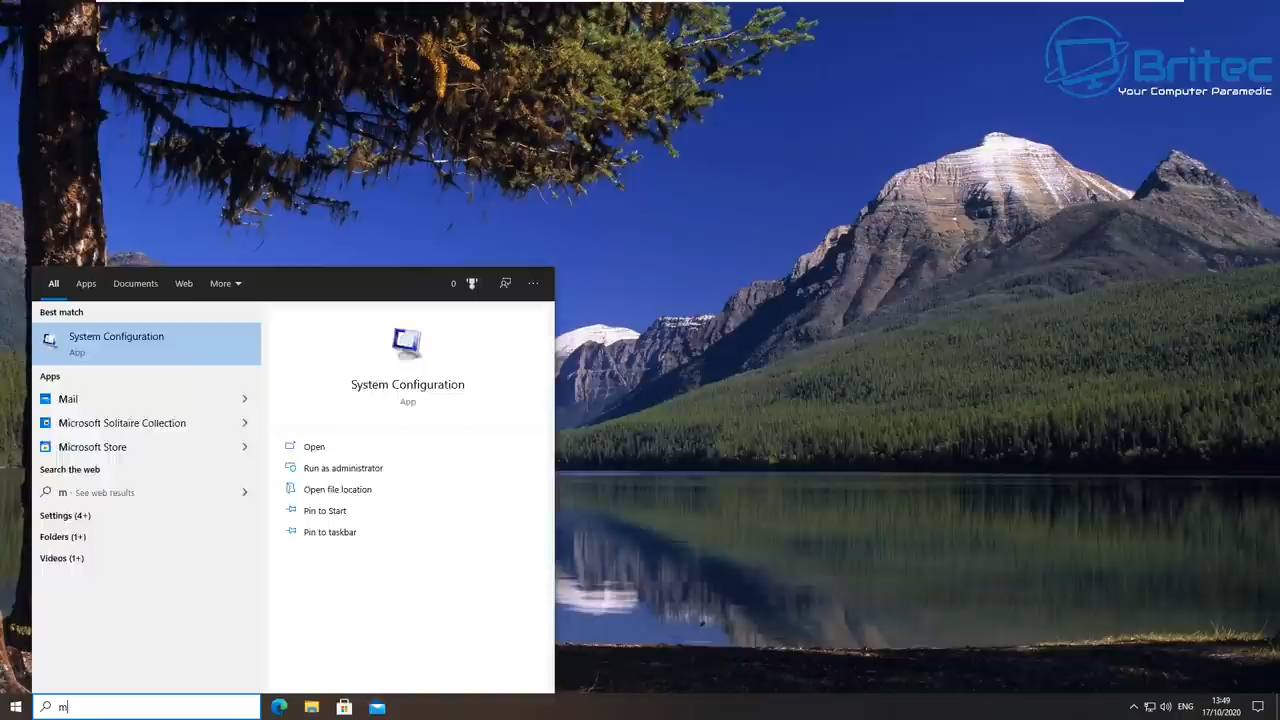 Britec
Your Computer Paramedic
All Apps Documents Web More 0 ...
Best match
System Configuration
App
Apps
Mail
Microsoft Solitaire Collection
Microsoft Store
Search the web
m - See web results
Settings (4+)
Folders (1+)
Videos (1+)
System Configuration
App
Open
Run as administrator
Open file location
Pin to Start
Pin to taskbar
m
ENG
13:49
17/10/2020